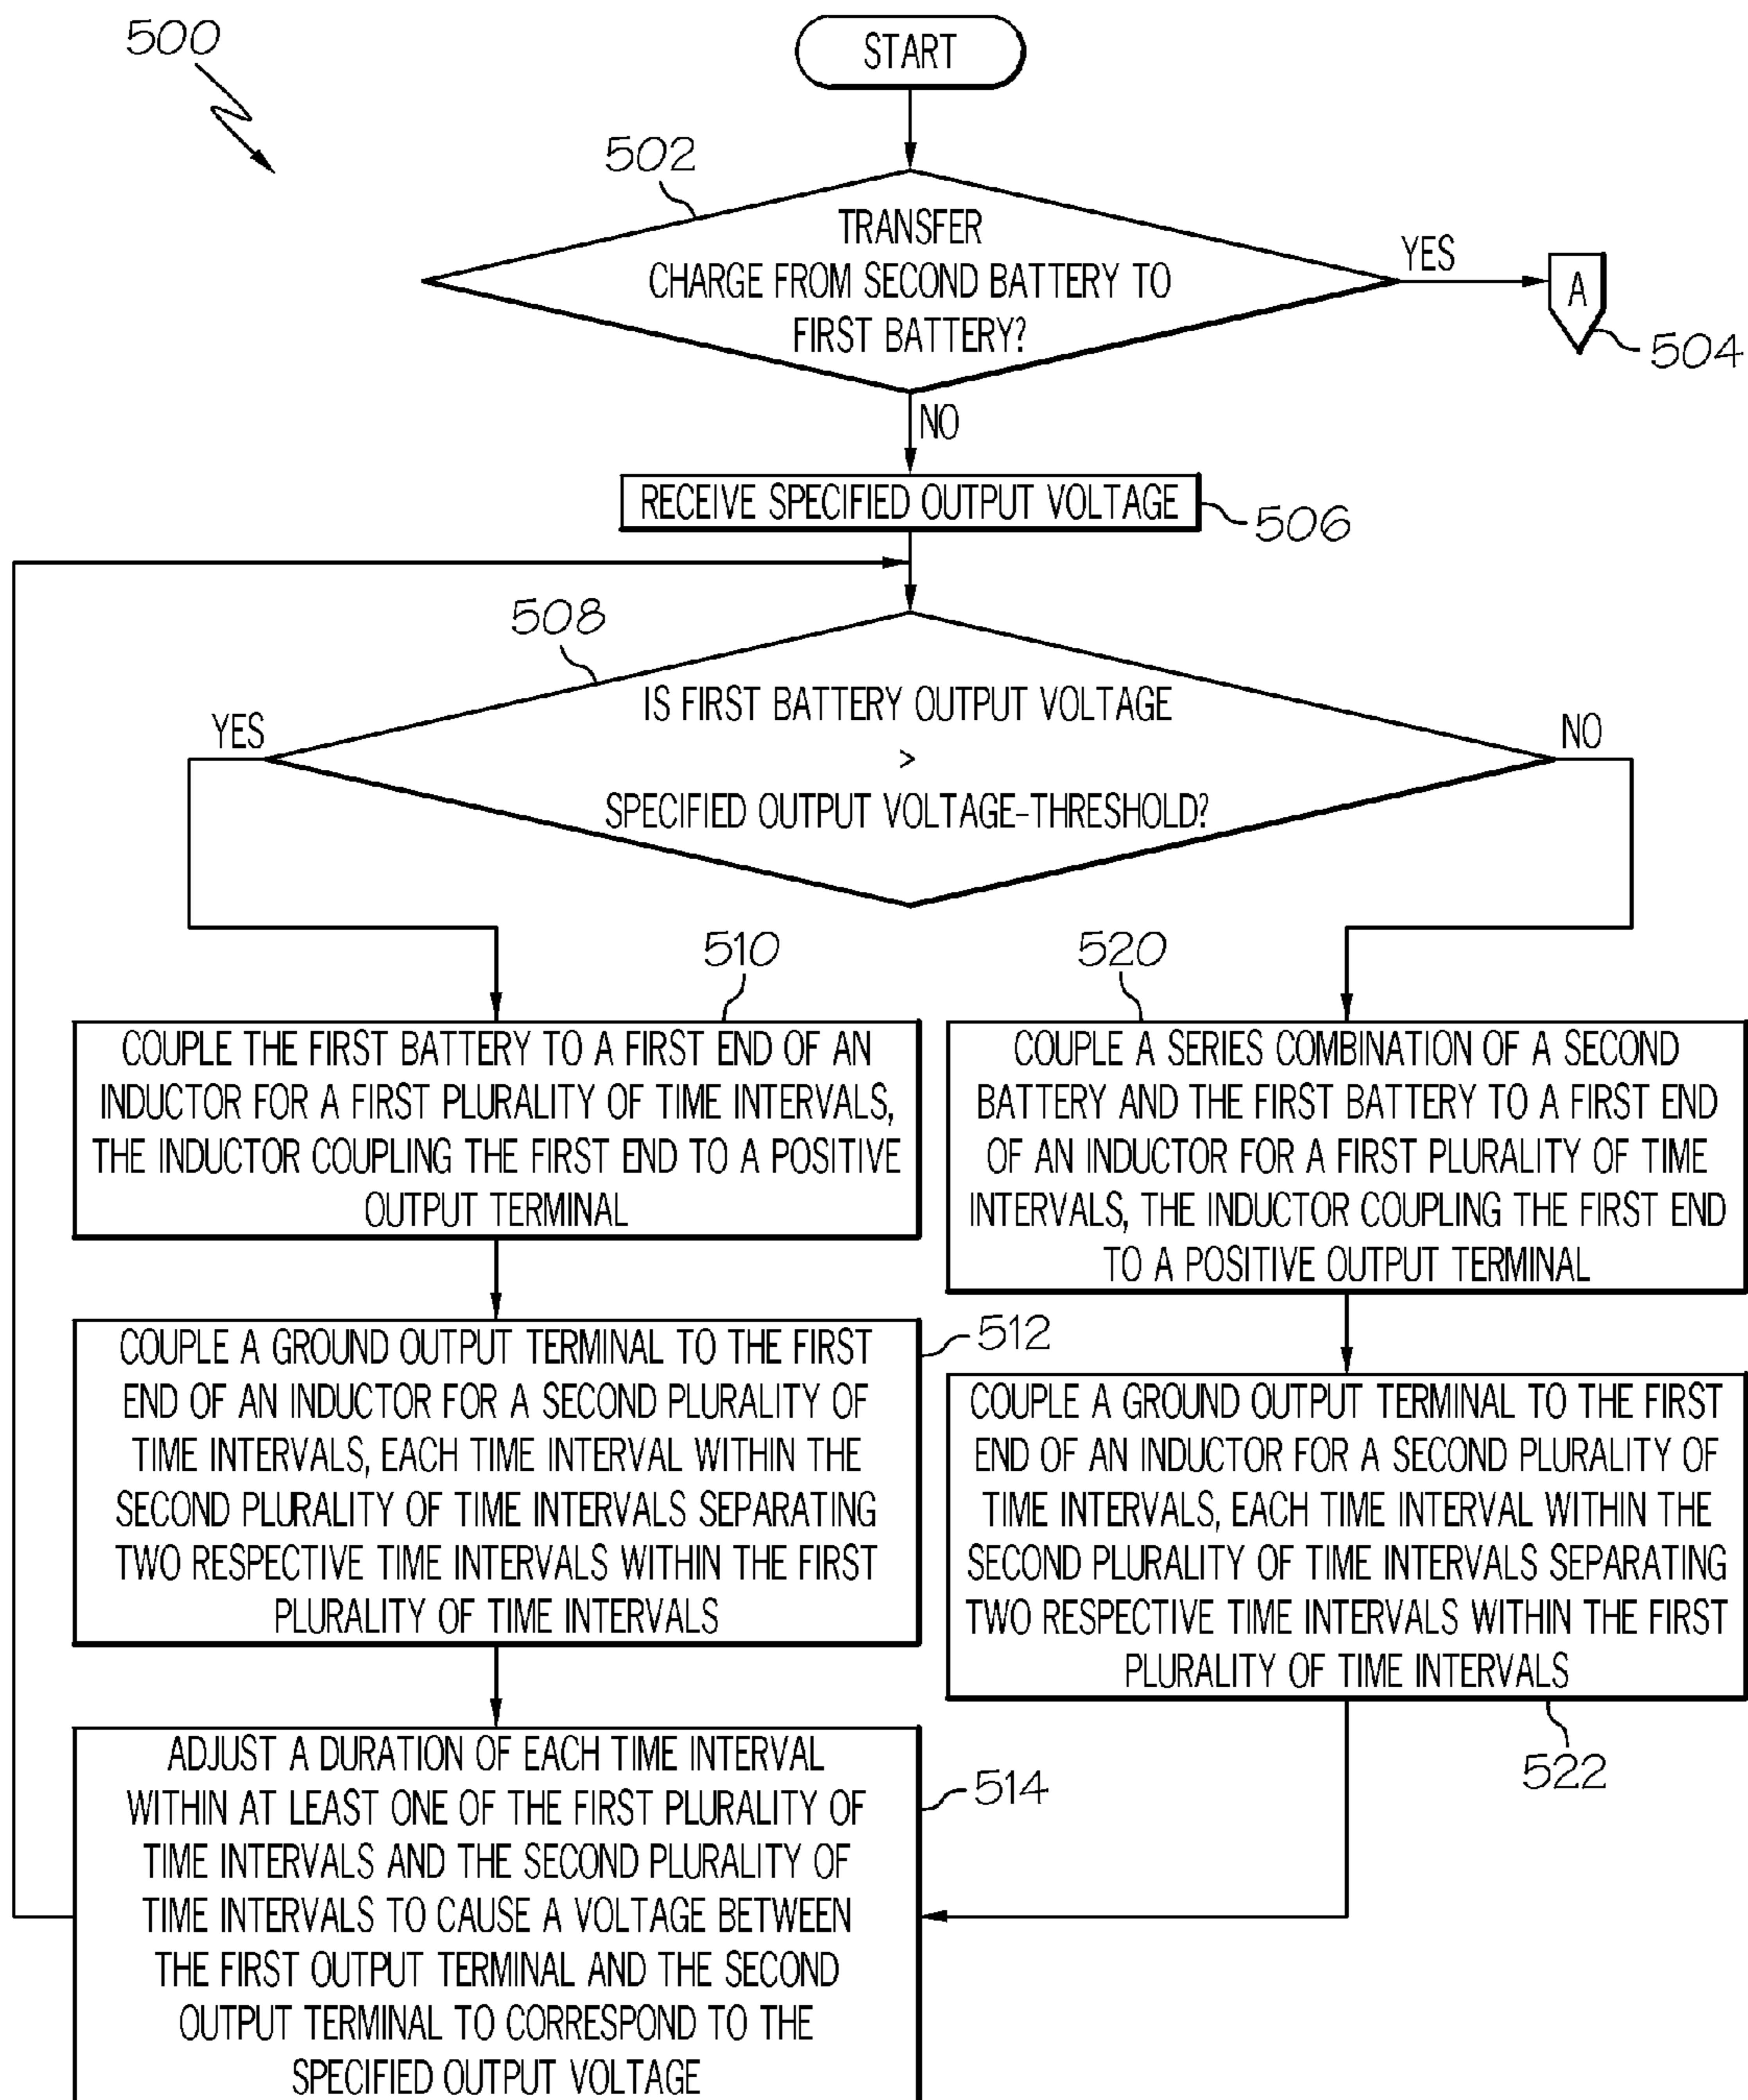 500
START
502
TRANSFER
CHARGE FROM SECOND BATTERY TO
FIRST BATTERY?
YES
A
504
NO
RECEIVE SPECIFIED OUTPUT VOLTAGE
506
508
IS FIRST BATTERY OUTPUT VOLTAGE
>
SPECIFIED OUTPUT VOLTAGE-THRESHOLD?
YES
NO
510
COUPLE THE FIRST BATTERY TO A FIRST END OF AN
INDUCTOR FOR A FIRST PLURALITY OF TIME INTERVALS,
THE INDUCTOR COUPLING THE FIRST END TO A POSITIVE
OUTPUT TERMINAL
520
COUPLE A SERIES COMBINATION OF A SECOND
BATTERY AND THE FIRST BATTERY TO A FIRST END
OF AN INDUCTOR FOR A FIRST PLURALITY OF TIME
INTERVALS, THE INDUCTOR COUPLING THE FIRST END
TO A POSITIVE OUTPUT TERMINAL
COUPLE A GROUND OUTPUT TERMINAL TO THE FIRST
END OF AN INDUCTOR FOR A SECOND PLURALITY OF
TIME INTERVALS, EACH TIME INTERVAL WITHIN THE
SECOND PLURALITY OF TIME INTERVALS SEPARATING
TWO RESPECTIVE TIME INTERVALS WITHIN THE FIRST
PLURALITY OF TIME INTERVALS
512
COUPLE A GROUND OUTPUT TERMINAL TO THE FIRST
END OF AN INDUCTOR FOR A SECOND PLURALITY OF
TIME INTERVALS, EACH TIME INTERVAL WITHIN THE
SECOND PLURALITY OF TIME INTERVALS SEPARATING
TWO RESPECTIVE TIME INTERVALS WITHIN THE FIRST
PLURALITY OF TIME INTERVALS
522
ADJUST A DURATION OF EACH TIME INTERVAL
WITHIN AT LEAST ONE OF THE FIRST PLURALITY OF
TIME INTERVALS AND THE SECOND PLURALITY OF
TIME INTERVALS TO CAUSE A VOLTAGE BETWEEN
THE FIRST OUTPUT TERMINAL AND THE SECOND
OUTPUT TERMINAL TO CORRESPOND TO THE
SPECIFIED OUTPUT VOLTAGE
514